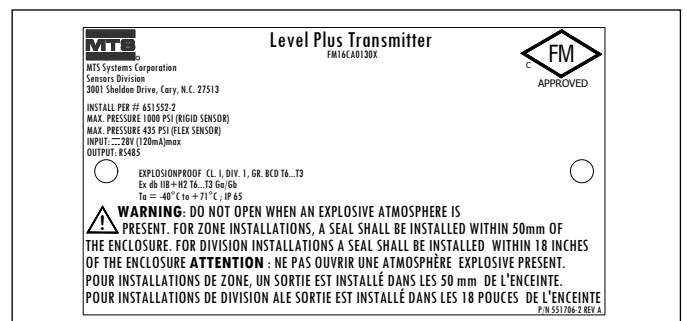 MTS
Level Plus Transmitter
FM16CA0130X
FM
C
APPROVED
MTS Systems Corporation
Sensors Division
3001 Sheldon Drive, Cary, N.C. 27513
INSTALL PER # 651552-2
MAX. PRESSURE 1000 PSI (RIGID SENSOR)
MAX. PRESSURE 435 PSI (FLEX SENSOR)
INPUT: ⎓28V (120mA)max
OUTPUT: RS485
EXPLOSIONPROOF CL. I, DIV. 1, GR. BCD T6...T3
Ex db IIB+H2 T6...T3 Ga/Gb
Ta = -40°C to +71°C ; IP 65
WARNING: DO NOT OPEN WHEN AN EXPLOSIVE ATMOSPHERE IS
PRESENT. FOR ZONE INSTALLATIONS, A SEAL SHALL BE INSTALLED WITHIN 50mm OF
THE ENCLOSURE. FOR DIVISION INSTALLATIONS A SEAL SHALL BE INSTALLED WITHIN 18 INCHES
OF THE ENCLOSURE ATTENTION : NE PAS OUVRIR UNE ATMOSPHÈRE EXPLOSIVE PRESENT.
POUR INSTALLATIONS DE ZONE, UN SORTIE EST INSTALLÉ DANS LES 50 mm DE L'ENCEINTE.
POUR INSTALLATIONS DE DIVISION ALE SORTIE EST INSTALLÉ DANS LES 18 POUCES DE L'ENCEINTE
P/N 551706-2 REV A